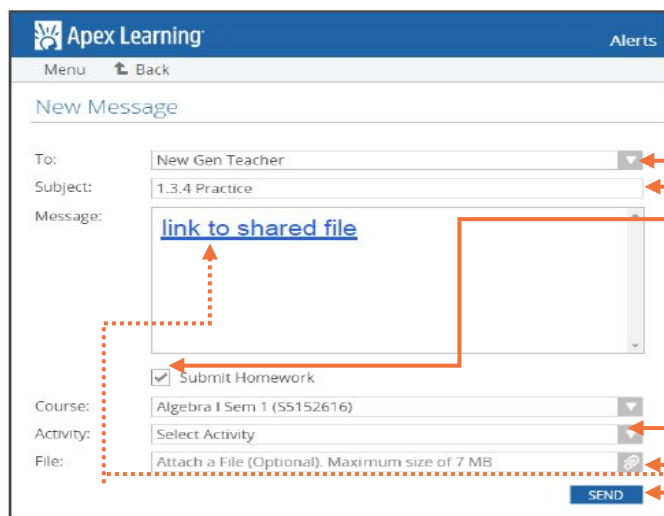 Apex Learning
Alerts
Menu Back
New Message
To: New Gen Teacher
Subject: 1.3.4 Practice
Message: link to shared file
Submit Homework
Course: Algebra I Sem 1 (S5152616)
Activity: Select Activity
File: Attach a File (Optional). Maximum size of 7 MB
SEND